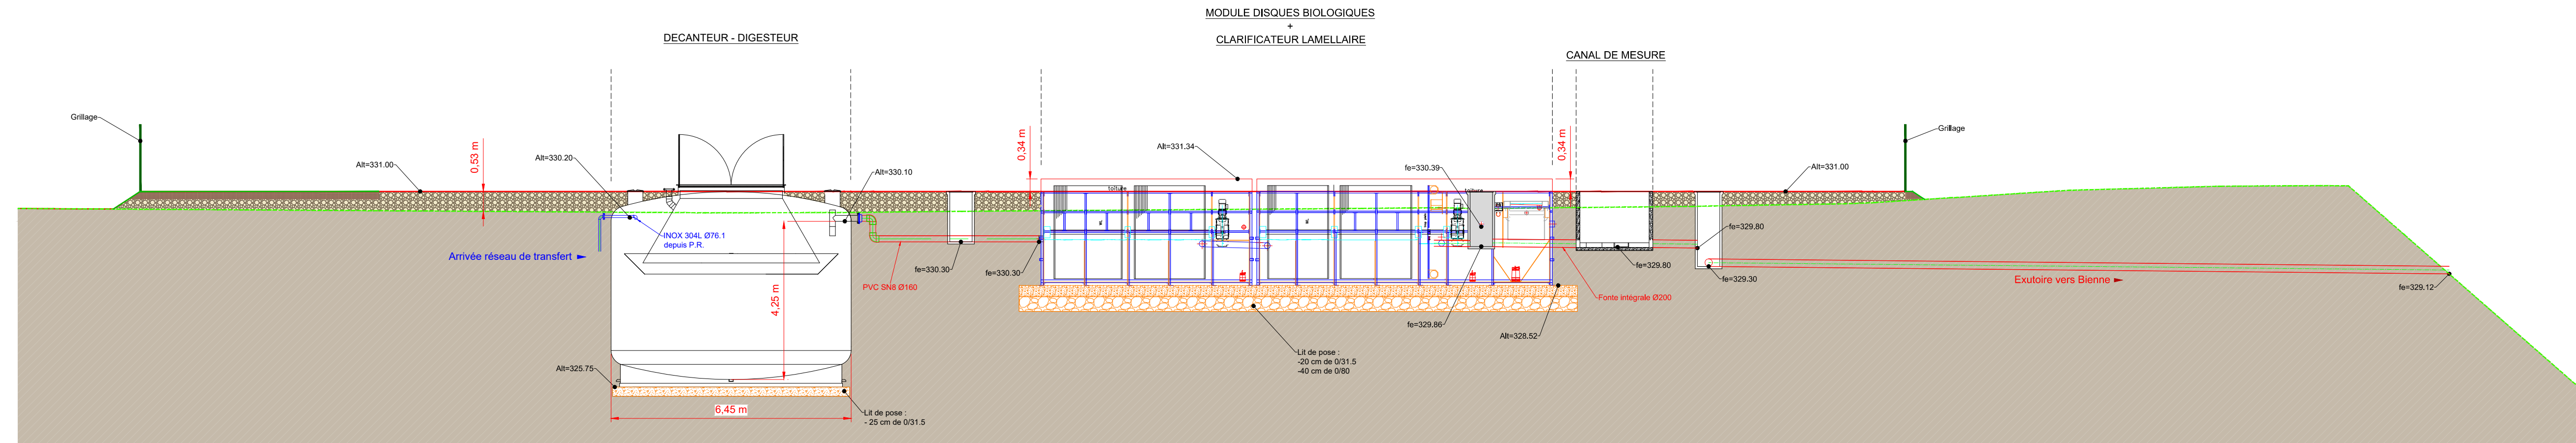 MODULE DISQUES BIOLOGIQUES
+
CLARIFICATEUR LAMELLAIRE
DECANTEUR - DIGESTEUR
CANAL DE MESURE
Grillage
Alt=331.00
0,53 m
Alt=330.20
Alt=330.10
INOX 304L Ø76.1
depuis P.R.
Arrivée réseau de transfert
4,25 m
Alt=325.75
6,45 m
Lit de pose :
- 25 cm de 0/31.5
PVC SN8 Ø160
fe=330.30
fe=330.30
0,34 m
Alt=331.34
toiture
fe=330.39
toiture
0,34 m
fe=329.86
Lit de pose :
-20 cm de 0/31.5
-40 cm de 0/80
Alt=328.52
Fonte intégrale Ø200
fe=329.80
fe=329.80
fe=329.30
Alt=331.00
Grillage
Exutoire vers Bienne
fe=329.12